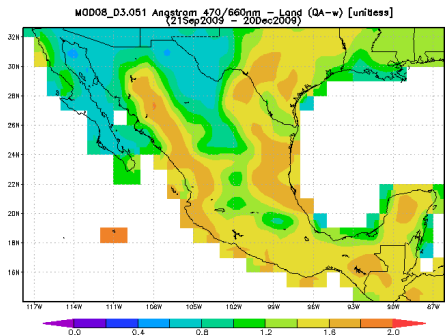 MOD08_D3.051 Angstrom 470/660nm – Land (QA-w) [unitless]
(21Sep2009 – 20Dec2009)
32N
30N
28N
26N
24N
22N
20N
18N
16N
117W 114W 111W 108W 105W 102W 99W 96W 93W 87W
0.0 .4 0.8 1.2 1.6 2.0